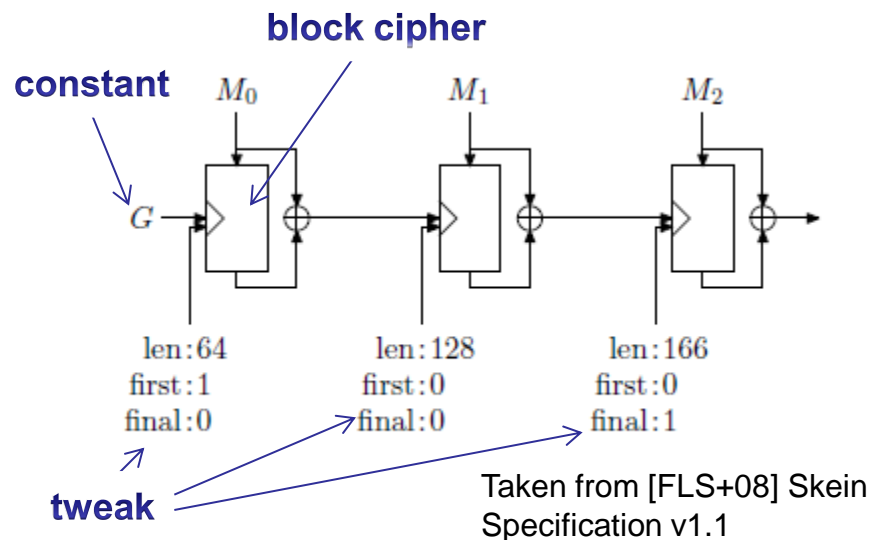 block cipher
constant
M₀ M₁ M₂
G
len:64 len:128 len:166
first:1 first:0 first:0
final:0 final:0 final:1
tweak
Taken from [FLS+08] Skein
Specification v1.1